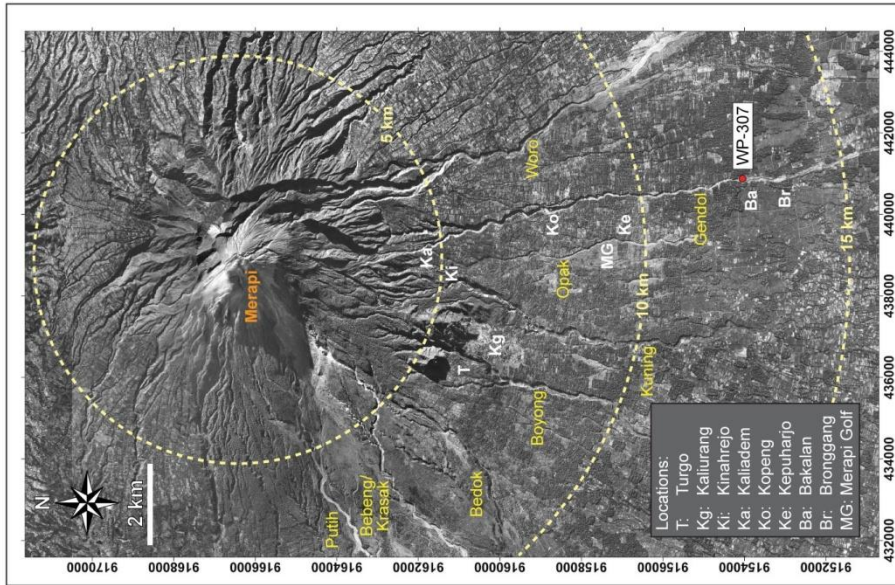 N
2 km
Merapi
5 km
10 km
15 km
Putih
Bebeng/
Krasak
Bedok
Boyong
Kuning
Opak
Gendol
Woro
T
Kg
Ki
Ka
Ko
Ke
MG
Ba
Br
WP-307
Locations:
T: Turgo
Kg: Kaliurang
Ki: Kinahrejo
Ka: Kaliadem
Ko: Kopeng
Ke: Kepuharjo
Ba: Bakalan
Br: Bronggang
MG: Merapi Golf
9170000
9168000
9166000
9164000
9162000
9160000
9158000
9156000
9154000
9152000
432000
434000
436000
438000
440000
442000
444000